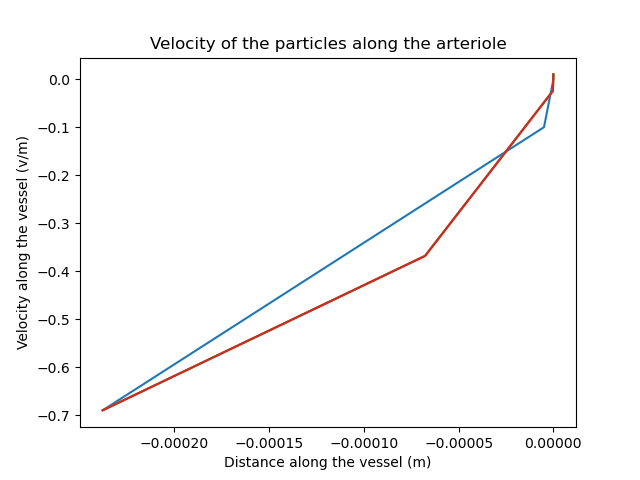 Velocity of the particles along the arteriole
0.0
−0.1
−0.2
−0.3
−0.4
−0.5
−0.6
−0.7
Velocity along the vessel (v/m)
−0.00020 −0.00015 −0.00010 −0.00005 0.00000
Distance along the vessel (m)